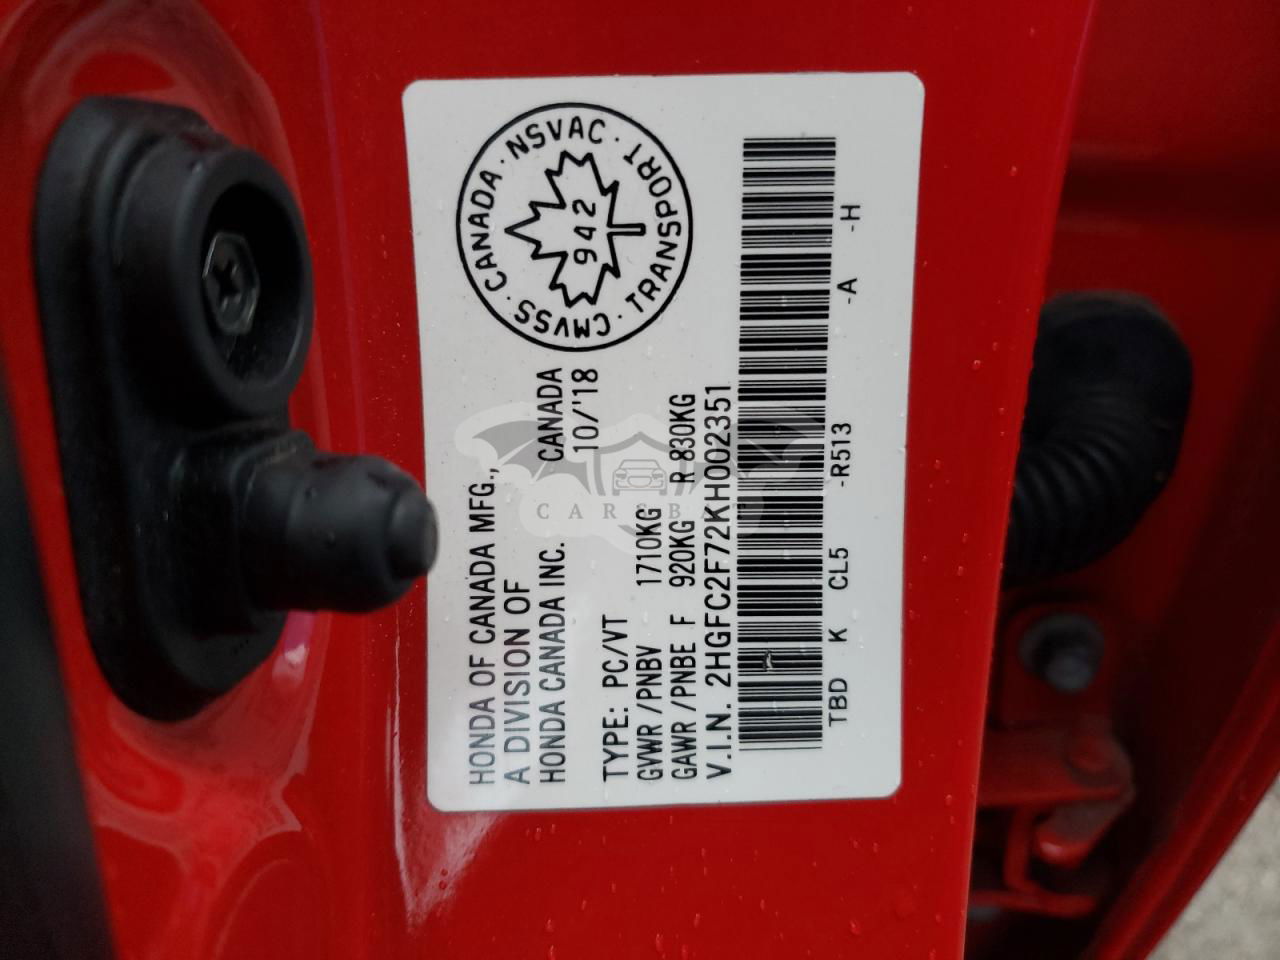 HONDA OF CANADA MFG.,
A DIVISION OF
HONDA CANADA INC. CANADA
10/'18
TYPE: PC/VT
GVWR/PNBV 1710KG
GAWR/PNBE F 920KG R 830KG
V.I.N. 2HGFC2F72KH002351
TBD K CL5 -R513 -A -H
CMVSS · CANADA · NSVAC · TRANSPORT ·
942
CARSBAT